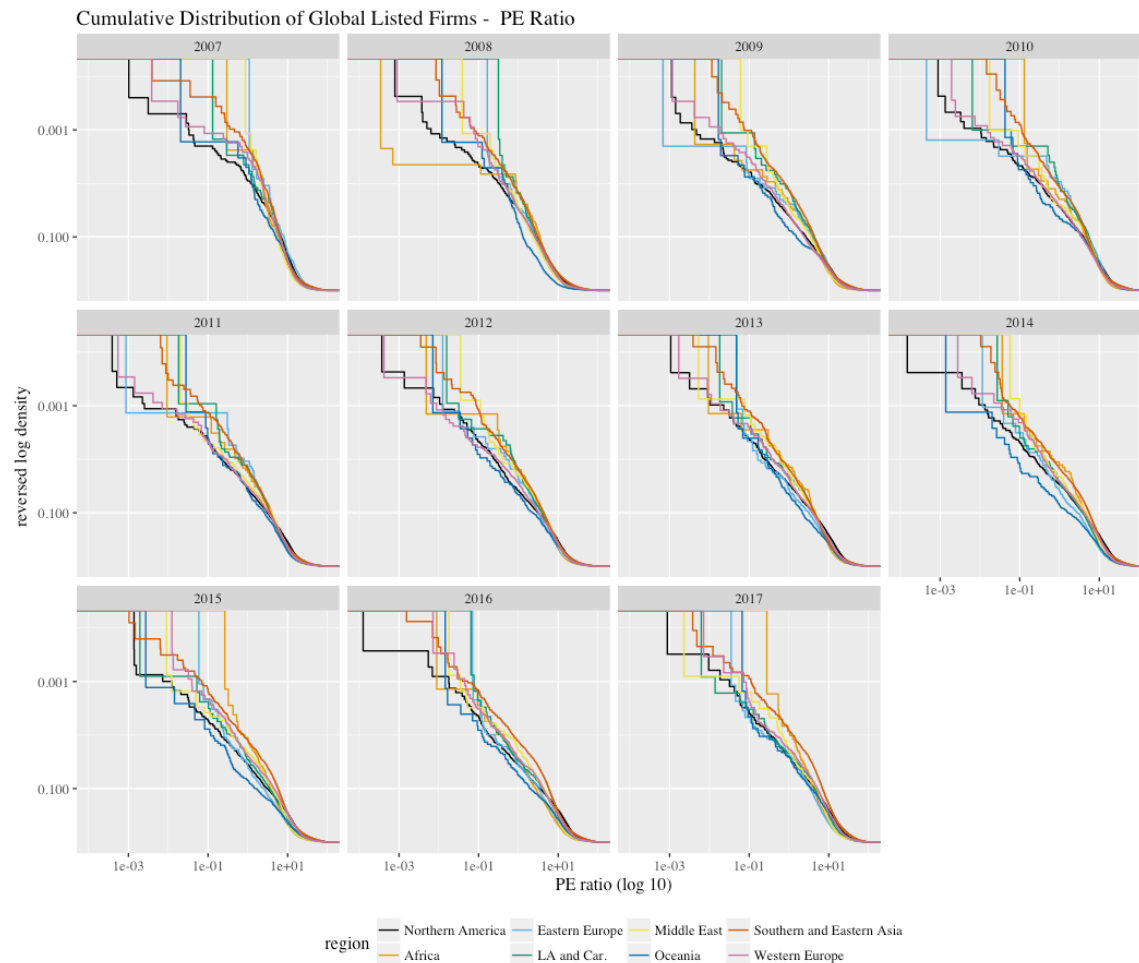 Cumulative Distribution of Global Listed Firms - PE Ratio
2007 2008 2009 2010
0.001
0.100
2011 2012 2013 2014
0.001
0.100
reversed log density
1e-03 1e-01 1e+01
2015 2016 2017
0.001
0.100
1e-03 1e-01 1e+01 1e-03 1e-01 1e+01 1e-03 1e-01 1e+01
PE ratio (log 10)
region
Northern America Eastern Europe Middle East Southern and Eastern Asia
Africa LA and Car. Oceania Western Europe